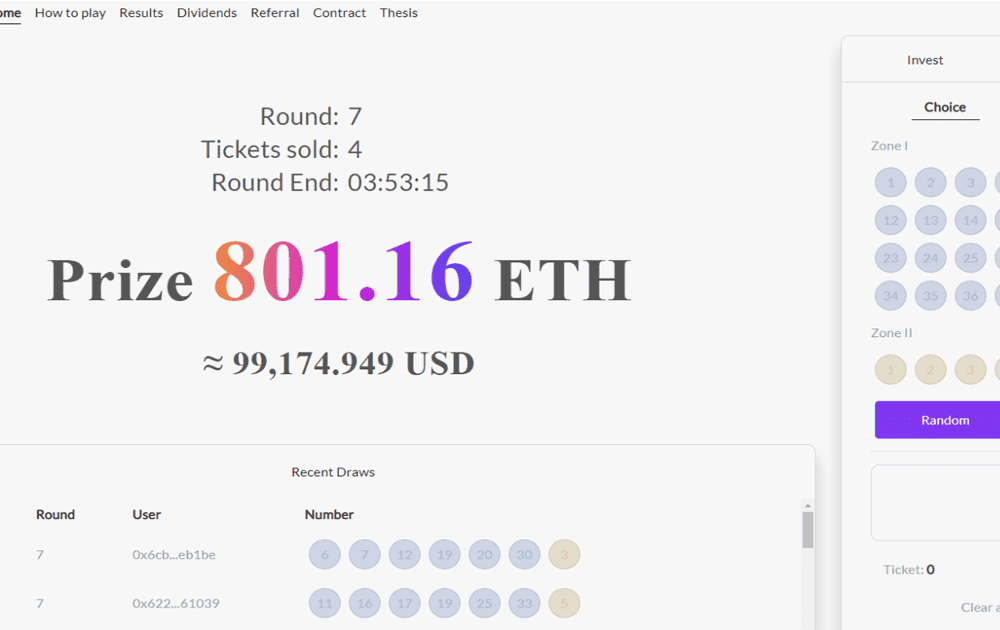 ome How to play Results Dividends Referral Contract Thesis
Round: 7
Tickets sold: 4
Round End: 03:53:15
Prize 801.16 ETH
≈ 99,174.949 USD
Recent Draws
Round User Number
7 0x6cb...eb1be 6 7 12 19 20 30 3
7 0x622...61039 11 16 17 19 25 33 5
Invest
Choice
Zone I
1 2 3
12 13 14
23 24 25
34 35 36
Zone II
1 2 3
Random
Ticket: 0
Clear a